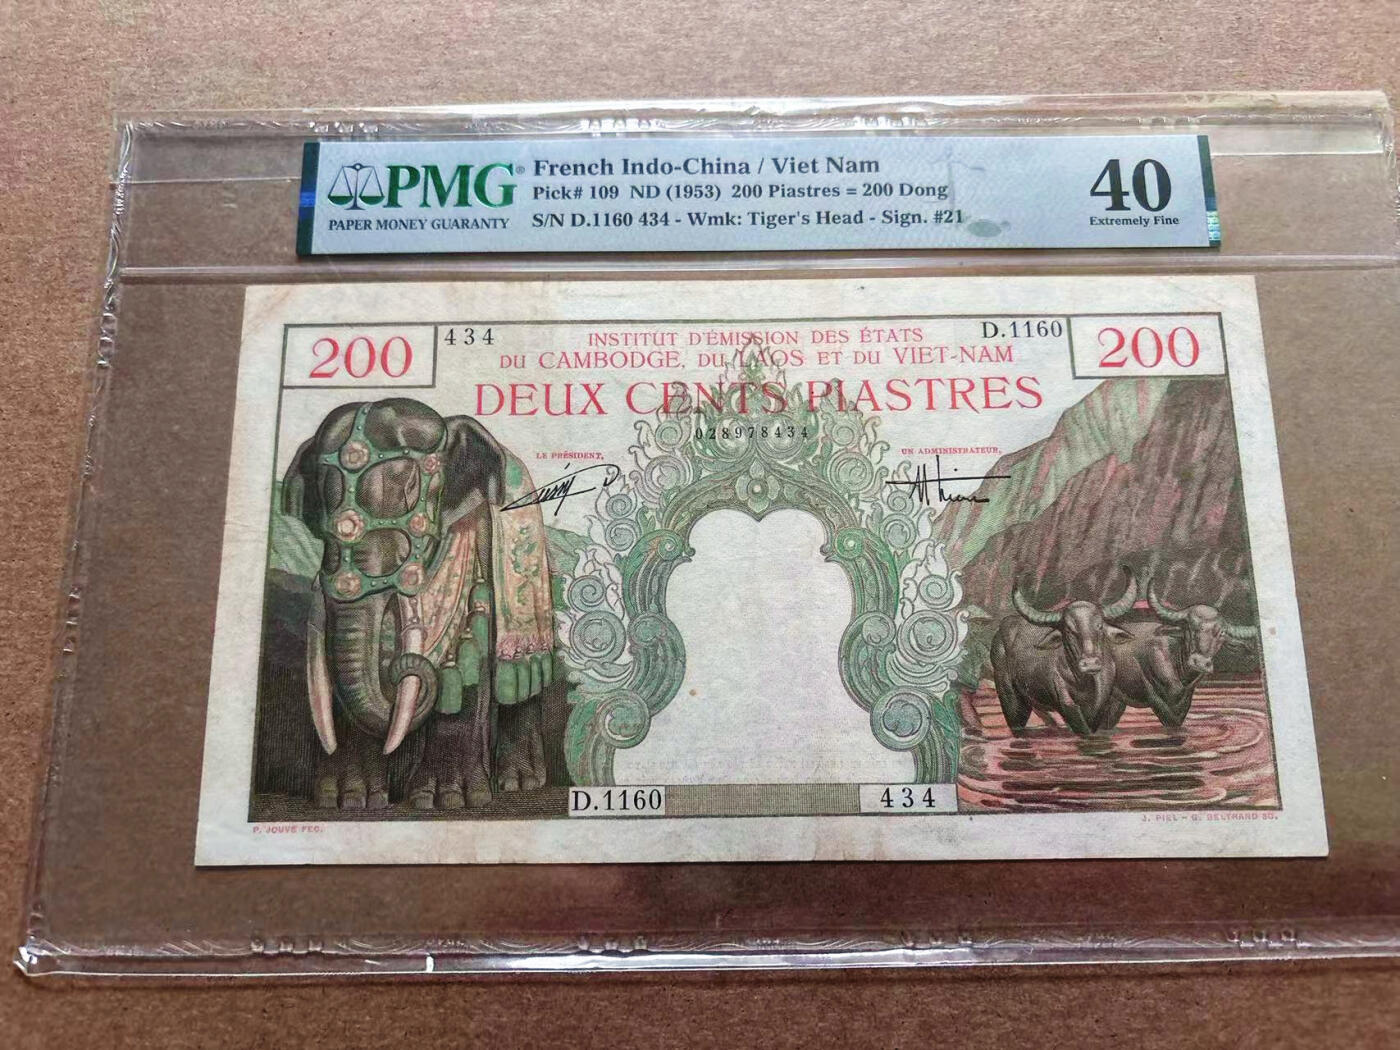 PMG®
PAPER MONEY GUARANTY
French Indo-China / Viet Nam
Pick# 109 ND (1953) 200 Piastres = 200 Dong
S/N D.1160 434 - Wmk: Tiger's Head - Sign. #21
40
Extremely Fine
200
434
INSTITUT D'ÉMISSION DES ÉTATS
D.1160
200
DU CAMBODGE, DU LAOS ET DU VIET-NAM
DEUX CENTS PIASTRES
028978434
LE PRÉSIDENT,
UN ADMINISTRATEUR,
D.1160
434
P. JOUVE FEC.
J. PIEL - G. BELTRAND SC.